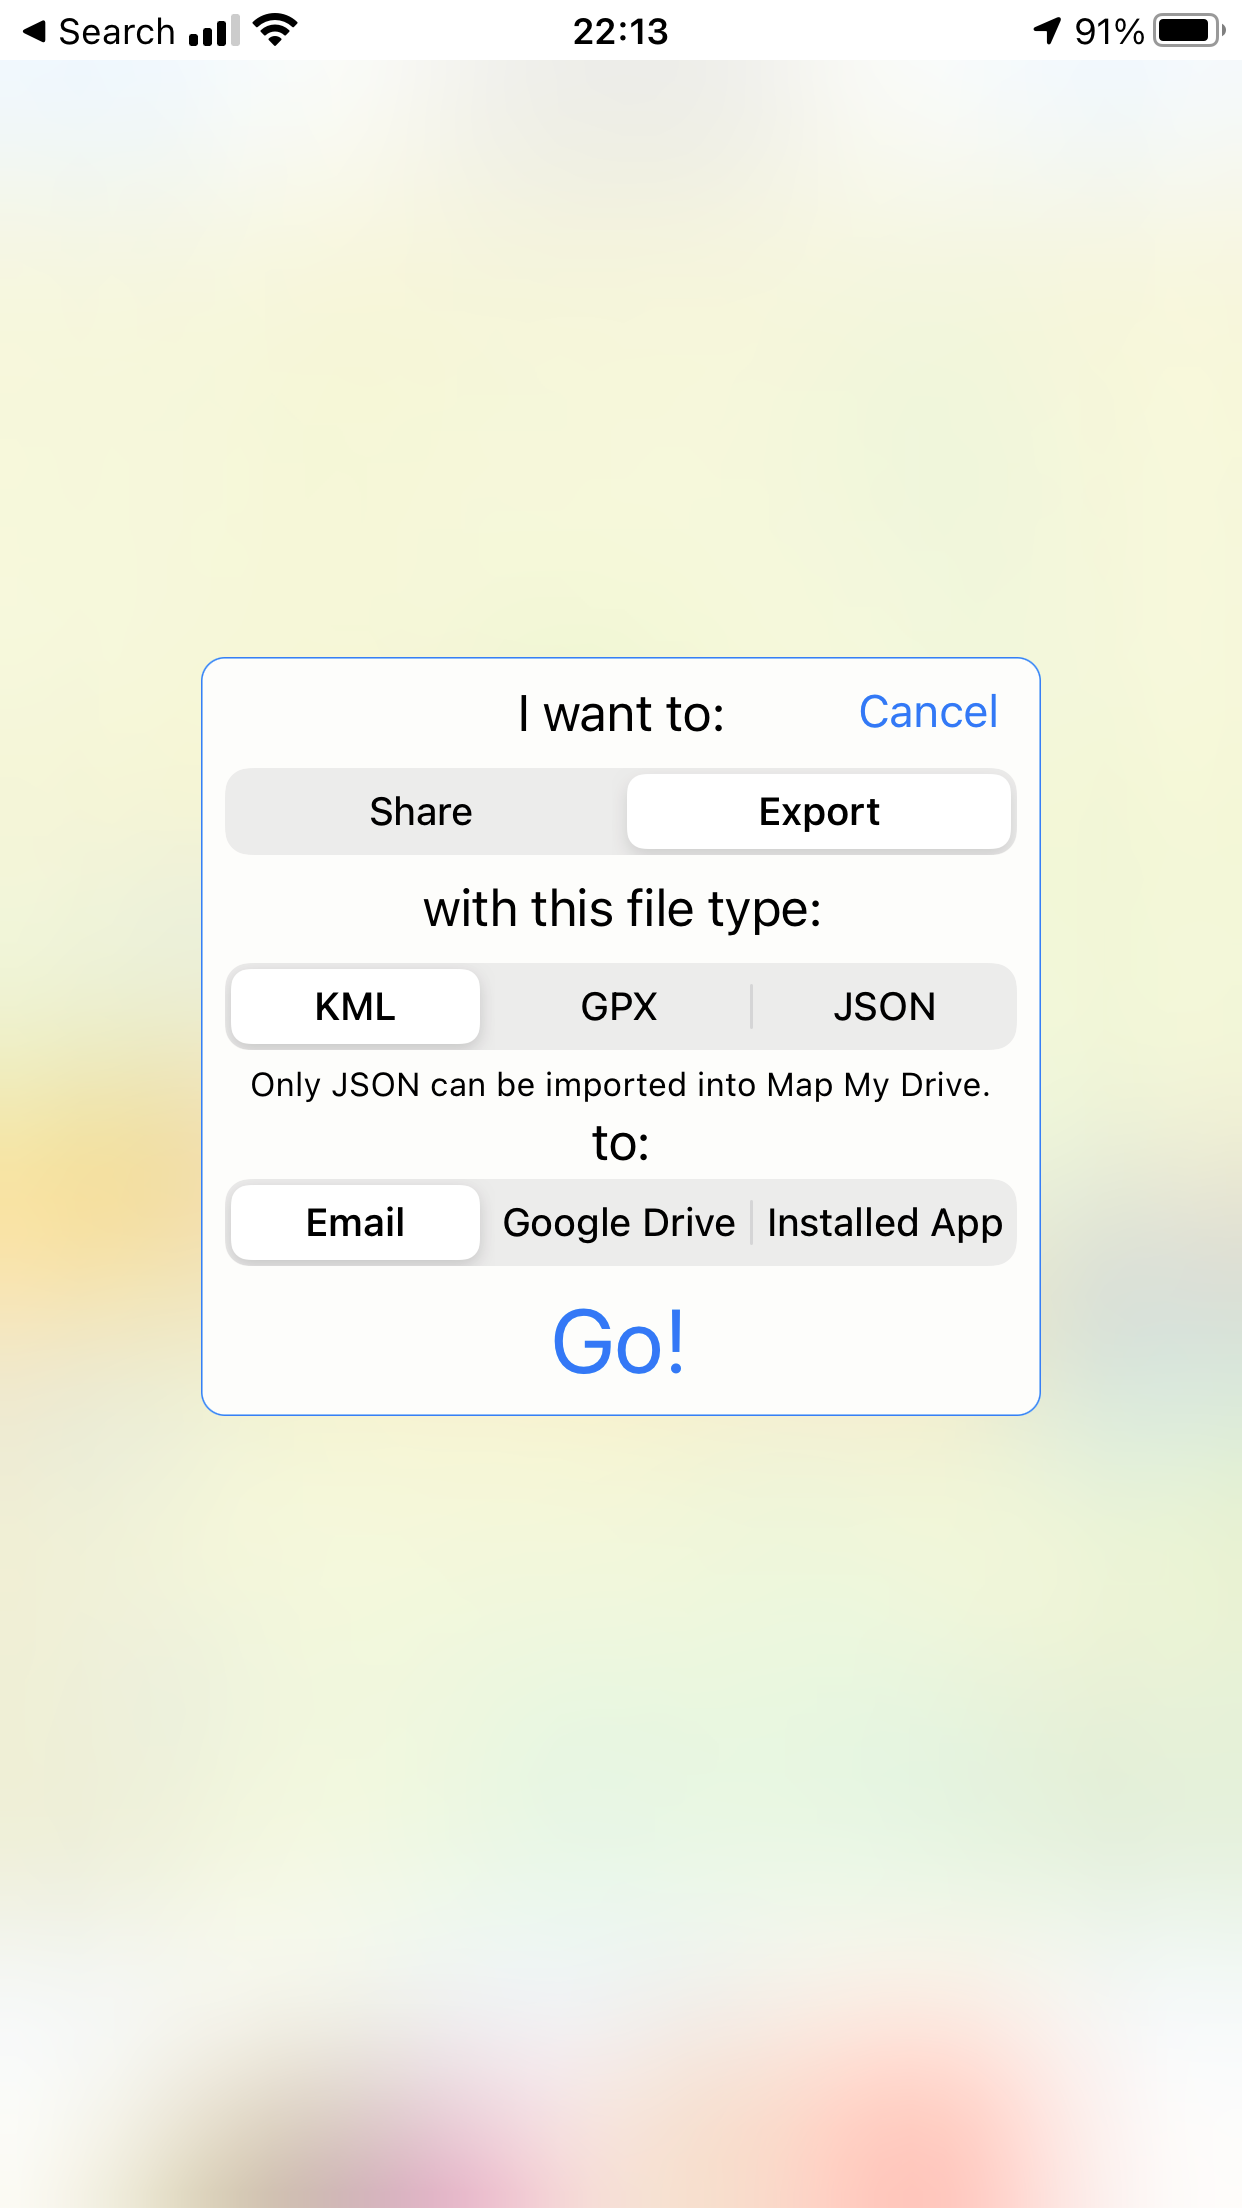 Search 22:13 91%
I want to: Cancel
Share Export
with this file type:
KML GPX JSON
Only JSON can be imported into Map My Drive.
to:
Email Google Drive Installed App
Go!